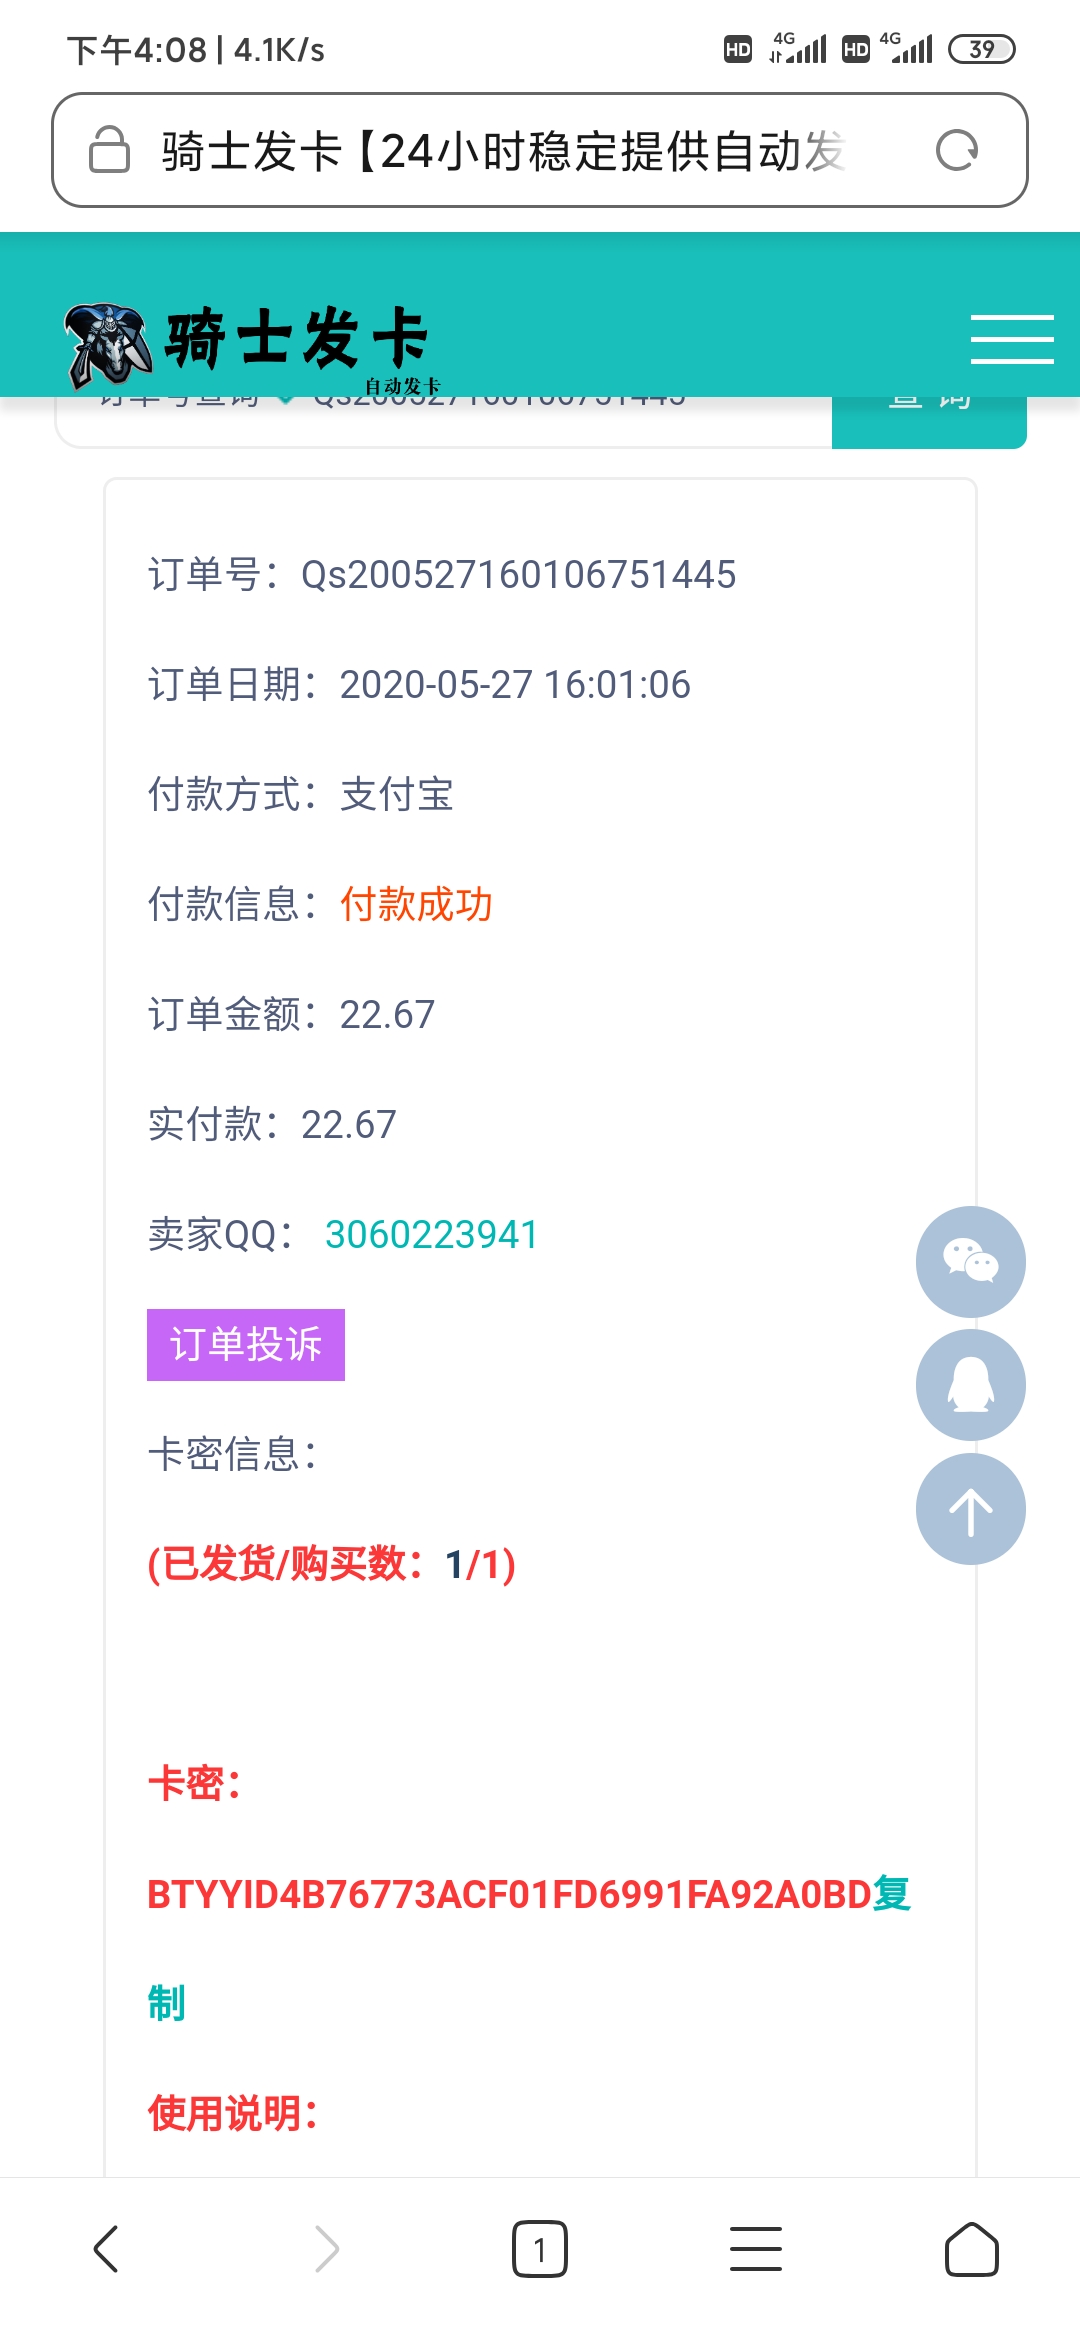 下午4:08 | 4.1K/s
HD 4G HD 4G 39
骑士发卡【24小时稳定提供自动发
骑士发卡
自动发卡
订单号查询 Qs200527160106751445 查 询
订单号：Qs200527160106751445
订单日期：2020-05-27 16:01:06
付款方式：支付宝
付款信息：付款成功
订单金额：22.67
实付款：22.67
卖家QQ： 3060223941
订单投诉
卡密信息：
(已发货/购买数：1/1)
卡密：
BTYYID4B76773ACF01FD6991FA92A0BD复
制
使用说明：
1